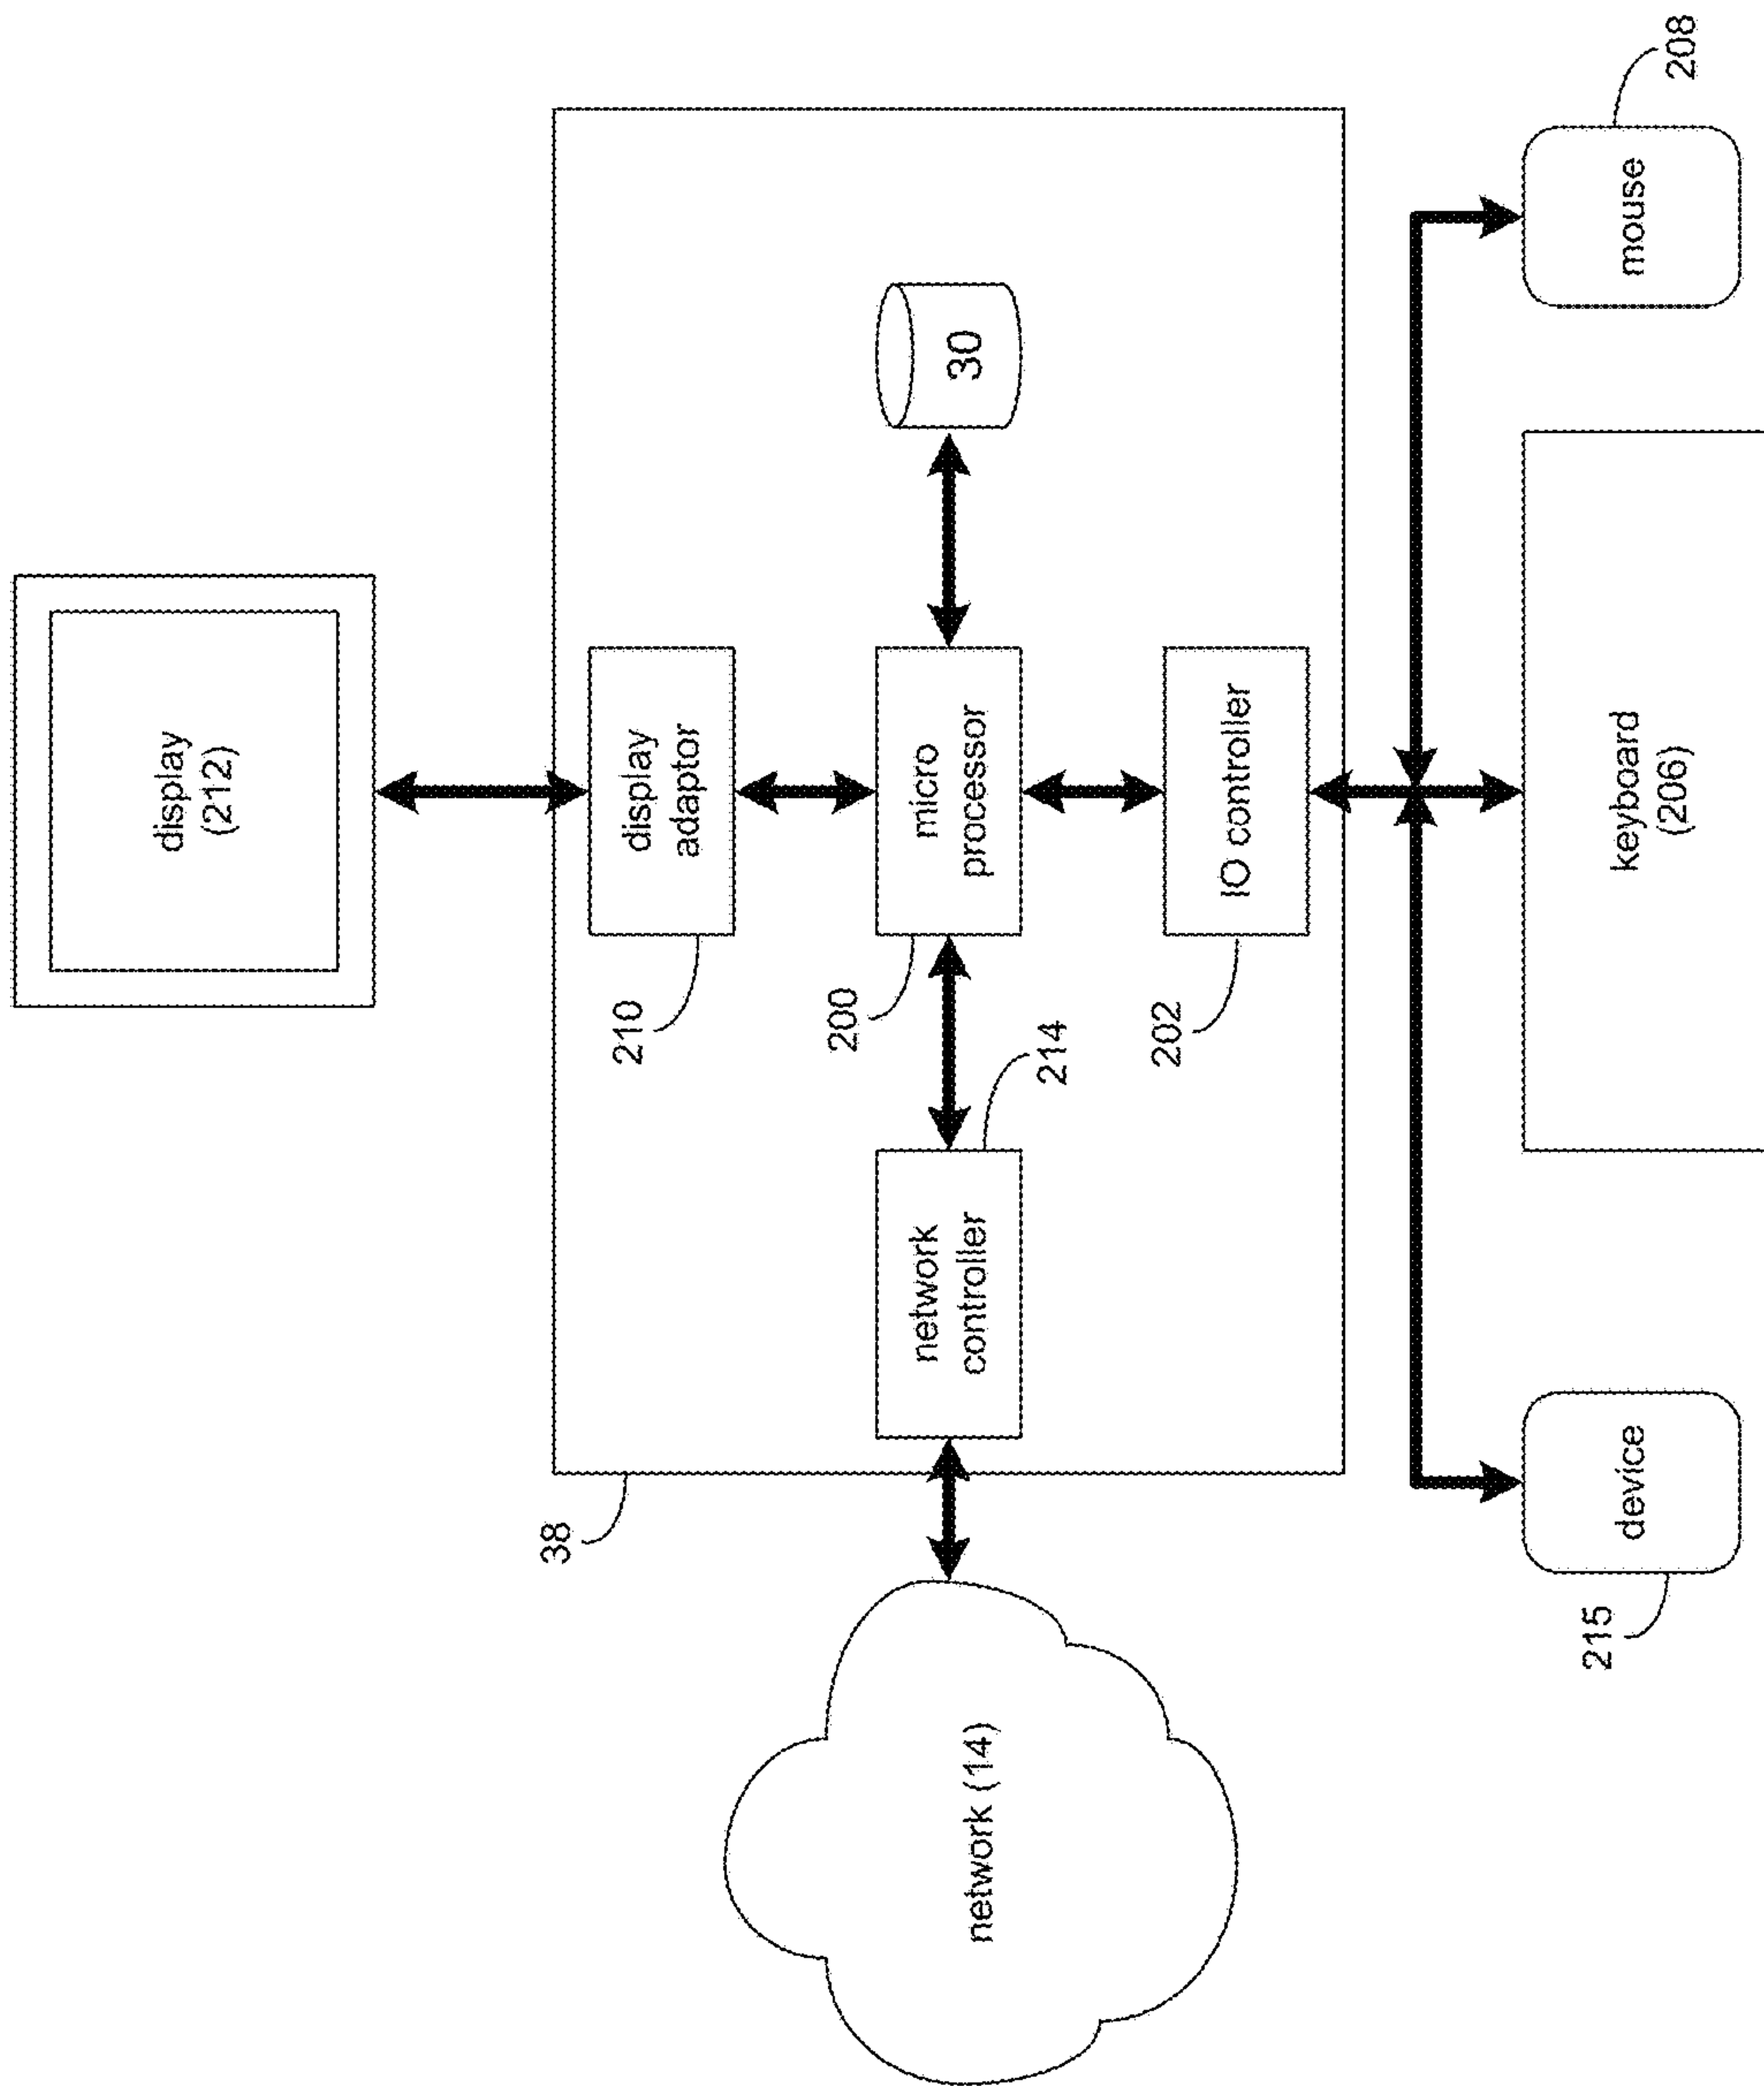 display
(212)
38
210
display
adaptor
200
network
controller
micro
processor
30
network (14)
214
202
IO controller
215
device
keyboard
(206)
mouse
208